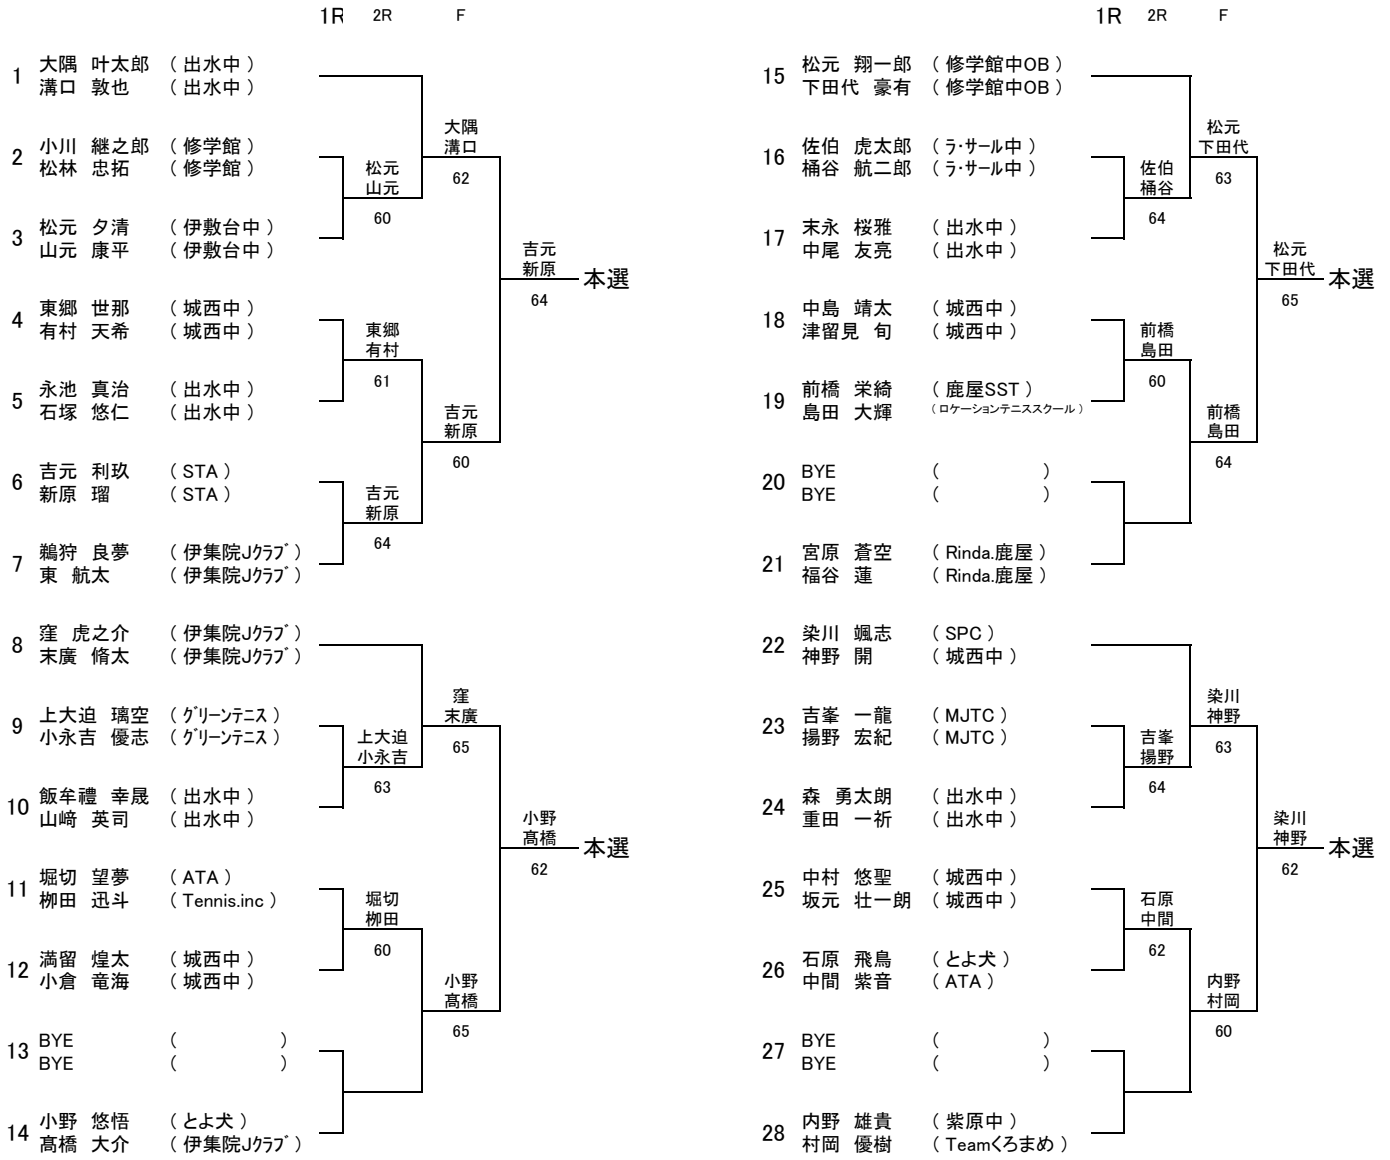 1R 2R F
1 大隅 叶太郎 ( 出水中 )
溝口 敦也 ( 出水中 )
大隅
溝口
62
2 小川 継之郎 ( 修学館 )
松林 忠拓 ( 修学館 )
松元
山元
60
3 松元 夕清 ( 伊敷台中 )
山元 康平 ( 伊敷台中 )
吉元
新原
64
本選
4 東郷 世那 ( 城西中 )
有村 天希 ( 城西中 )
東郷
有村
61
5 永池 真治 ( 出水中 )
石塚 悠仁 ( 出水中 )
吉元
新原
60
6 吉元 利玖 ( STA )
新原 瑠 ( STA )
吉元
新原
64
7 鵜狩 良夢 ( 伊集院Jクラブ )
東 航太 ( 伊集院Jクラブ )
8 窪 虎之介 ( 伊集院Jクラブ )
末廣 脩太 ( 伊集院Jクラブ )
窪
末廣
65
9 上大迫 璃空 ( グリーンテニス )
小永吉 優志 ( グリーンテニス )
上大迫
小永吉
63
10 飯牟禮 幸晟 ( 出水中 )
山﨑 英司 ( 出水中 )
小野
髙橋
62
本選
11 堀切 望夢 ( ATA )
栁田 迅斗 ( Tennis.inc )
堀切
栁田
60
12 満留 煌太 ( 城西中 )
小倉 竜海 ( 城西中 )
小野
髙橋
65
13 BYE ( )
BYE ( )
14 小野 悠悟 ( とよ犬 )
髙橋 大介 ( 伊集院Jクラブ )
1R 2R F
15 松元 翔一郎 ( 修学館中OB )
下田代 豪有 ( 修学館中OB )
松元
下田代
63
16 佐伯 虎太郎 ( ラ・サール中 )
桶谷 航二郎 ( ラ・サール中 )
佐伯
桶谷
64
17 末永 桜雅 ( 出水中 )
中尾 友亮 ( 出水中 )
松元
下田代
65
本選
18 中島 靖太 ( 城西中 )
津留見 旬 ( 城西中 )
前橋
島田
60
19 前橋 栄綺 ( 鹿屋SST )
島田 大輝 ( ロケーションテニススクール )
前橋
島田
64
20 BYE ( )
BYE ( )
21 宮原 蒼空 ( Rinda.鹿屋 )
福谷 蓮 ( Rinda.鹿屋 )
22 染川 颯志 ( SPC )
神野 開 ( 城西中 )
染川
神野
63
23 吉峯 一龍 ( MJTC )
揚野 宏紀 ( MJTC )
吉峯
揚野
64
24 森 勇太朗 ( 出水中 )
重田 一祈 ( 出水中 )
染川
神野
62
本選
25 中村 悠聖 ( 城西中 )
坂元 壮一朗 ( 城西中 )
石原
中間
62
26 石原 飛鳥 ( とよ犬 )
中間 紫音 ( ATA )
内野
村岡
60
27 BYE ( )
BYE ( )
28 内野 雄貴 ( 紫原中 )
村岡 優樹 ( Teamくろまめ )